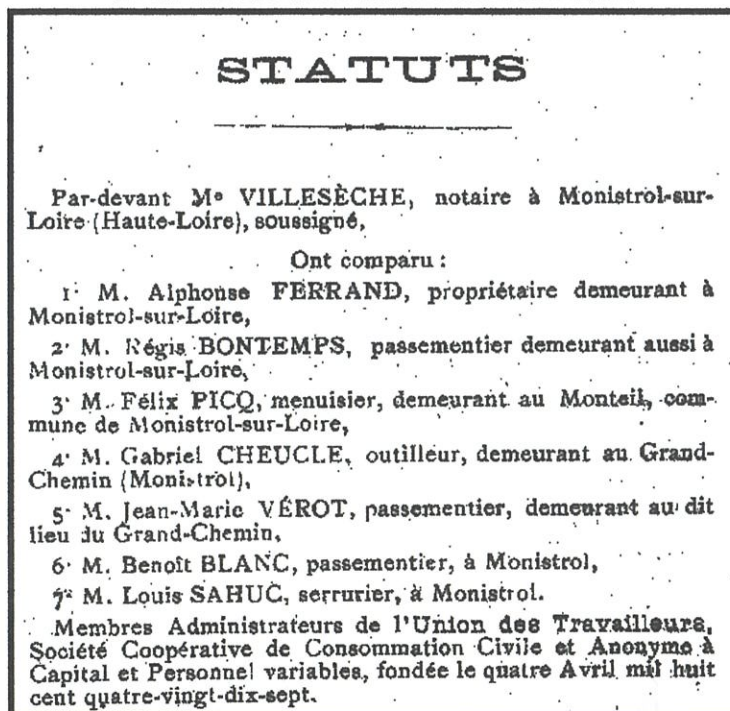 STATUTS
Par-devant Me VILLESÈCHE, notaire à Monistrol-sur-
Loire (Haute-Loire), soussigné,
Ont comparu :
1· M. Alphonse FERRAND, propriétaire demeurant à
Monistrol-sur-Loire,
2· M. Régis BONTEMPS, passementier demeurant aussi à
Monistrol-sur-Loire,
3· M. Félix PICQ, menuisier, demeurant au Monteil, com-
mune de Monistrol-sur-Loire,
4· M. Gabriel CHEUCLE, outilleur, demeurant au Grand-
Chemin (Monistrol),
5· M. Jean-Marie VÉROT, passementier, demeurant au dit
lieu du Grand-Chemin,
6· M. Benoît BLANC, passementier, à Monistrol,
7· M. Louis SAHUC, serrurier, à Monistrol.
Membres Administrateurs de l'Union des Travailleurs,
Société Coopérative de Consommation Civile et Anonyme à
Capital et Personnel variables, fondée le quatre Avril mil huit
cent quatre-vingt-dix-sept.